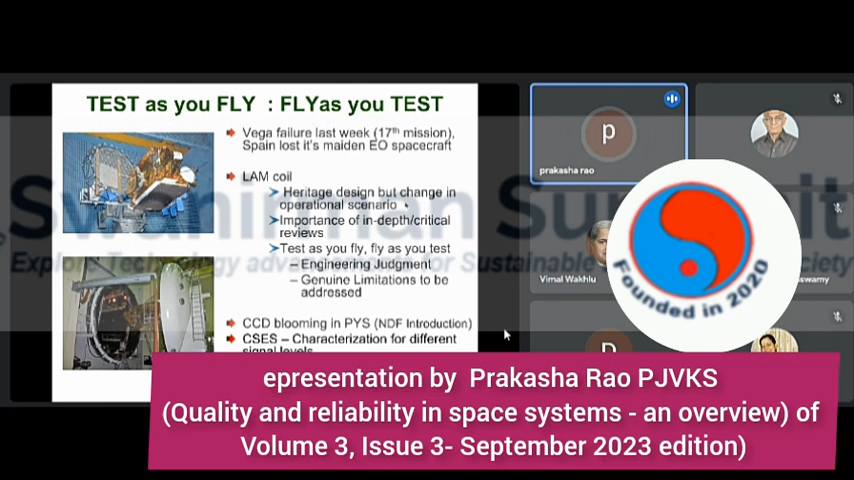 TEST as you FLY : FLYas you TEST
Vega failure last week (17th mission),
Spain lost it's maiden EO spacecraft
LAM coil
Heritage design but change in
operational scenario
Importance of in-depth/critical
reviews
Test as you fly, fly as you test
– Engineering Judgment
– Genuine Limitations to be
addressed
CCD blooming in PYS (NDF Introduction)
CSES – Characterization for different
signal levels
p
prakasha rao
Vimal Wakhlu
swamy
Founded in 2020
epresentation by Prakasha Rao PJVKS
(Quality and reliability in space systems - an overview) of
Volume 3, Issue 3- September 2023 edition)